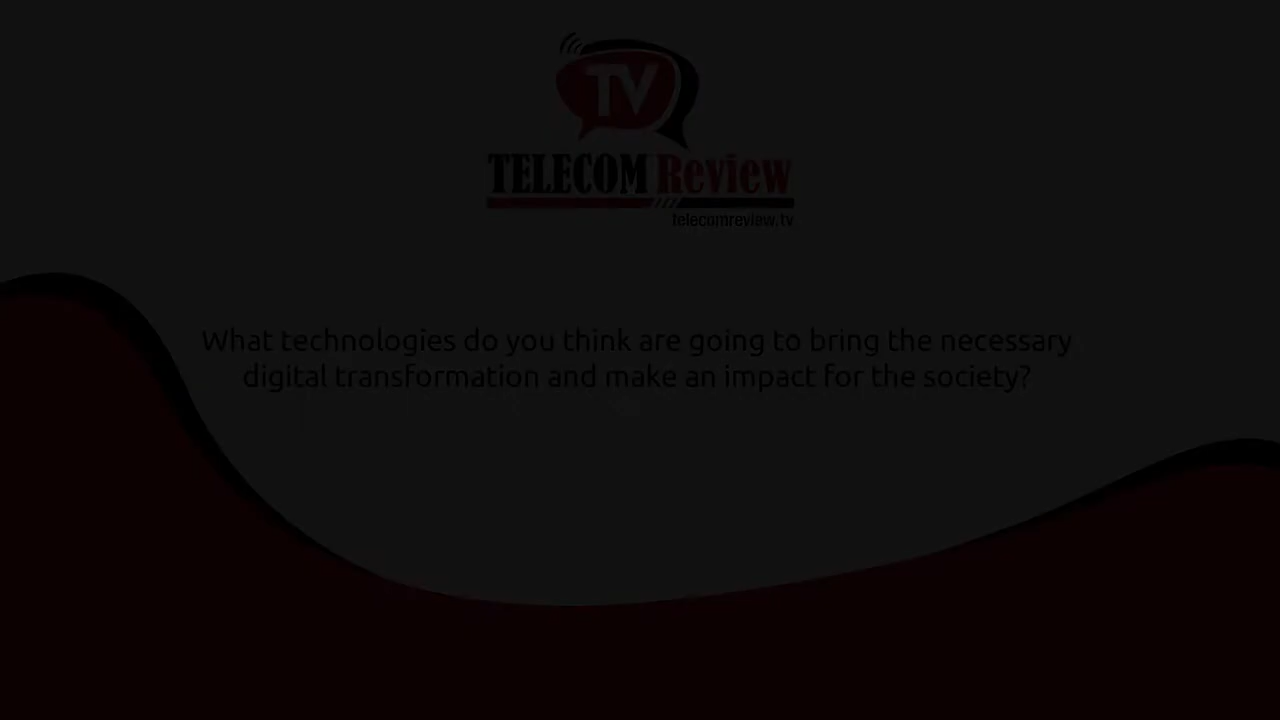 TV
TELECOM Review
telecomreview.tv
What technologies do you think are going to bring the necessary
digital transformation and make an impact for the society?